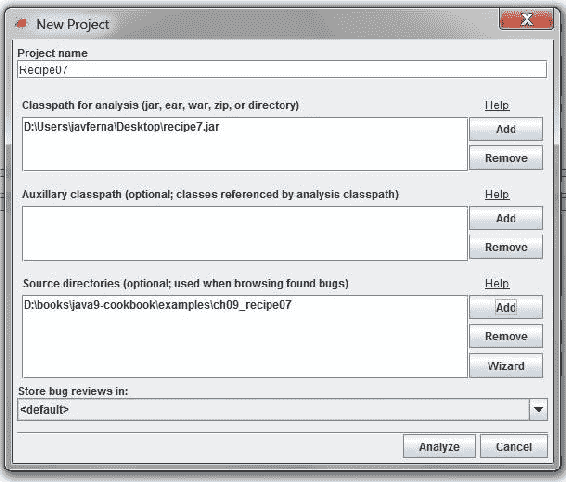 New Project
Project name
Recipe07
Classpath for analysis (jar, ear, war, zip, or directory)
Help
D:\Users\javferna\Desktop\recipe7.jar
Add
Remove
Auxillary classpath (optional; classes referenced by analysis classpath)
Help
Add
Remove
Source directories (optional; used when browsing found bugs)
Help
D:\books\java9-cookbook\examples\ch09_recipe07
Add
Remove
Wizard
Store bug reviews in:
<default>
Analyze
Cancel